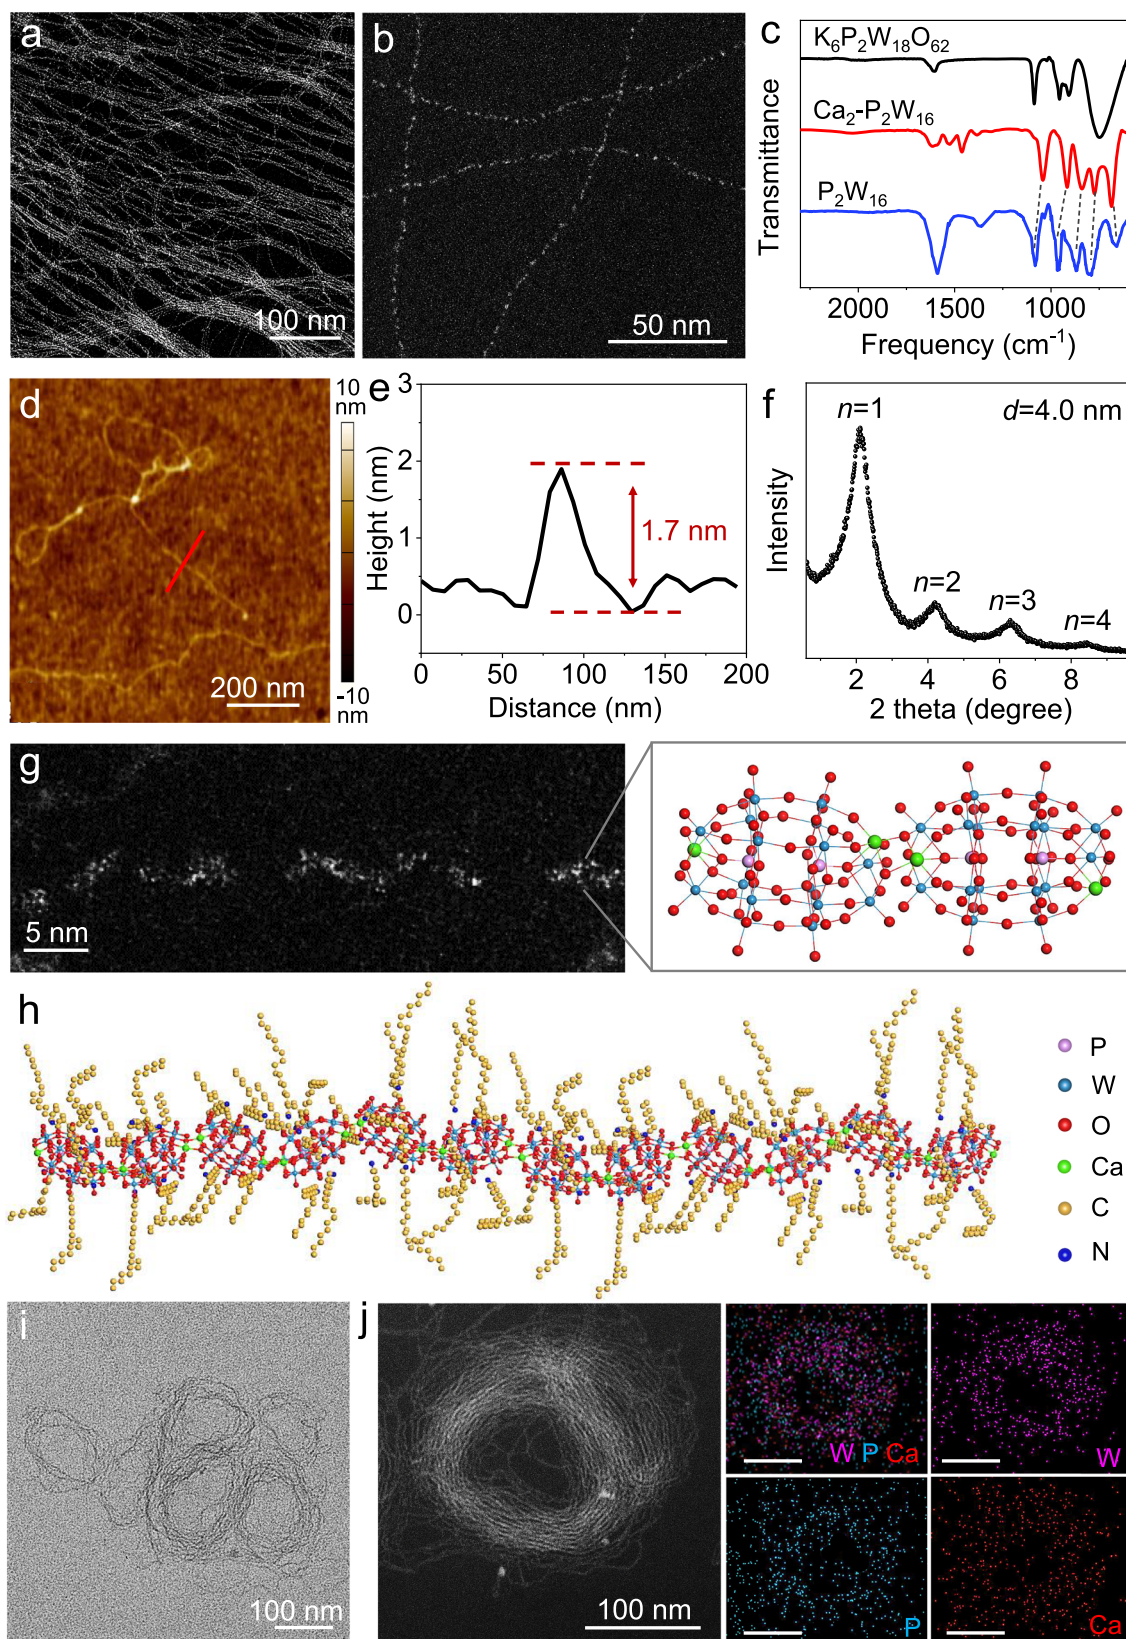 a
100 nm
b
50 nm
c
K₆P₂W₁₈O₆₂
Ca₂-P₂W₁₆
P₂W₁₆
Transmittance
2000 1500 1000
Frequency (cm⁻¹)
d
200 nm
10
nm
-10
nm
e
3
2
1
0
Height (nm)
1.7 nm
0 50 100 150 200
Distance (nm)
f
n=1
d=4.0 nm
n=2
n=3
n=4
Intensity
2 4 6 8
2 theta (degree)
g
5 nm
h
P
W
O
Ca
C
N
i
100 nm
j
100 nm
W P Ca
W
P
Ca